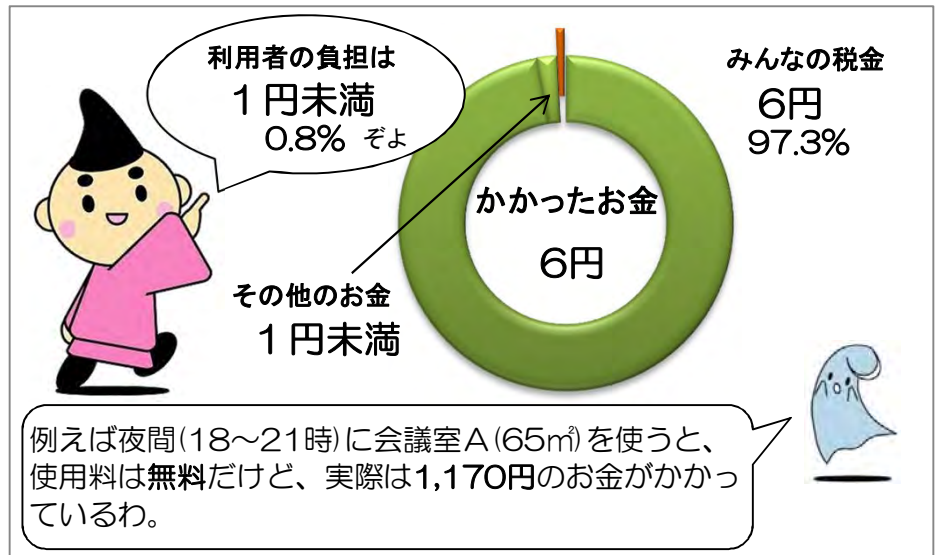 利用者の負担は
1円未満
0.8% ぞよ
みんなの税金
6円
97.3%
かかったお金
6円
その他のお金
1円未満
例えば夜間(18～21時)に会議室A(65㎡)を使うと、
使用料は無料だけど、実際は1,170円のお金がかかっ
ているわ。